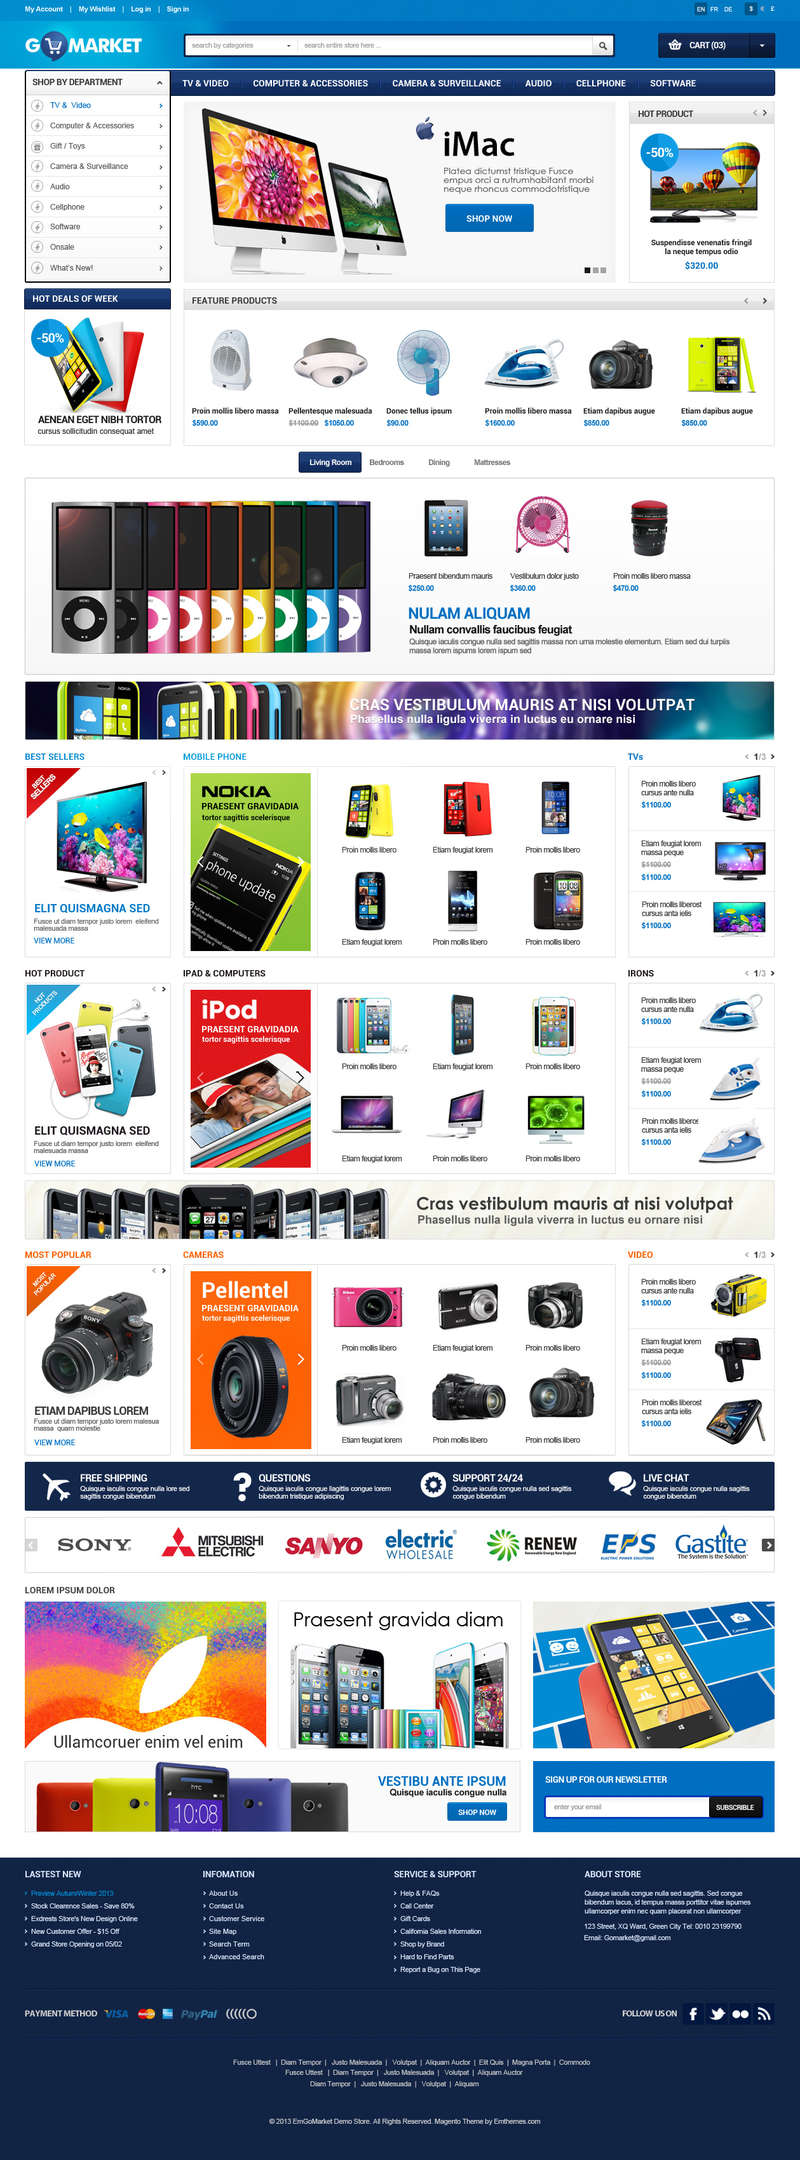 My Account | My Wishlist | Log in | Sign in
EN FR DE $ € £
GO MARKET
search by categories
search entire store here ...
CART (03)
SHOP BY DEPARTMENT
TV & VIDEO COMPUTER & ACCESSORIES CAMERA & SURVEILLANCE AUDIO CELLPHONE SOFTWARE
TV & Video
Computer & Accessories
Gift / Toys
Camera & Surveillance
Audio
Cellphone
Software
Onsale
What's New!
iMac
Platea dictumst tristique Fusce
empus orci a rutrumhabitant morbi
neque rhoncus commodotristique
SHOP NOW
HOT PRODUCT
-50%
Suspendisse venenatis fringil
la neque tempus odio
$320.00
HOT DEALS OF WEEK
-50%
AENEAN EGET NIBH TORTOR
cursus sollicitudin consequat amet
FEATURE PRODUCTS
Proin mollis libero massa
$590.00
Pellentesque malesuada
$1100.00 $1050.00
Donec tellus ipsum
$90.00
Proin mollis libero massa
$1600.00
Etiam dapibus augue
$850.00
Etiam dapibus augue
$850.00
Living Room Bedrooms Dining Mattresses
Praesent bibendum mauris
$250.00
Vestibulum dolor justo
$360.00
Proin mollis libero massa
$470.00
NULAM ALIQUAM
Nullam convallis faucibus feugiat
Quisque iaculis congue nulla sed sagittis massa non urna molestie elementum. Etiam sed dui turpiis
massa lorem ispums lorem ispum sed
CRAS VESTIBULUM MAURIS AT NISI VOLUTPAT
Phasellus nulla ligula viverra in luctus eu ornare nisi
BEST SELLERS
BEST
SELLERS
ELIT QUISMAGNA SED
Fusce ut diam tempor justo lorem eleifend
malesuada massa
VIEW MORE
MOBILE PHONE
NOKIA
PRAESENT GRAVIDADIA
tortor sagittis scelerisque
phone update
Proin mollis libero
Etiam feugiat lorem
Proin mollis libero
Etiam feugiat lorem
Proin mollis libero
Proin mollis libero
TVs
1/3
Proin mollis libero
cursus ante nulla
$1100.00
Etiam feugiat lorem
massa peque
$1100.00
$1100.00
Proin mollis liberost
cursus anta ielis
$1100.00
HOT PRODUCT
HOT
PRODUCTS
ELIT QUISMAGNA SED
Fusce ut diam tempor justo lorem eleifend
malesuada massa
VIEW MORE
IPAD & COMPUTERS
iPod
PRAESENT GRAVIDADIA
tortor sagittis scelerisque
Proin mollis libero
Etiam feugiat lorem
Proin mollis libero
Etiam feugiat lorem
Proin mollis libero
Proin mollis libero
IRONS
1/3
Proin mollis libero
cursus ante nulla
$1100.00
Etiam feugiat lorem
massa peque
$1100.00
$1100.00
Proin mollis liberos
cursus anta ielis
$1100.00
Cras vestibulum mauris at nisi volutpat
Phasellus nulla ligula viverra in luctus eu ornare nisi
MOST POPULAR
MOST
POPULAR
SONY
ETIAM DAPIBUS LOREM
Fusce ut diam tempor justo lorem malesua
massa quam molestie
VIEW MORE
CAMERAS
Pellentel
PRAESENT GRAVIDADIA
tortor sagittis scelerisque
Proin mollis libero
Etiam feugiat lorem
Proin mollis libero
Etiam feugiat lorem
Proin mollis libero
Proin mollis libero
VIDEO
1/3
Proin mollis libero
cursus ante nulla
$1100.00
Etiam feugiat lorem
massa peque
$1100.00
$1100.00
Proin mollis liberost
cursus anta ielis
$1100.00
FREE SHIPPING
Quisque iaculis congue nulla lore sed
sagittis congue bibendum
QUESTIONS
Quisque iaculis congue llagittis congue lorem
bibendum tristique adipiscing
SUPPORT 24/24
Quisque iaculis congue nulla sed sagittis
congue bibendum
LIVE CHAT
Quisque iaculis congue nulla sagittis
congue bibendum
SONY
MITSUBISHI
ELECTRIC
SANYO
electric
WHOLESALE
RENEW
Renewable Energy New England
EPS
ELECTRIC POWER SOLUTIONS
Gastite
The System is the Solution
LOREM IPSUM DOLOR
Ullamcoruer enim vel enim
Praesent gravida diam
hTC
10:08
VESTIBU ANTE IPSUM
Quisque iaculis congue nulla
SHOP NOW
SIGN UP FOR OUR NEWSLETTER
enter your email
SUBSCRIBLE
LASTEST NEW
Preview Autum/Winter 2013
Stock Clearence Sales - Save 80%
Exdrests Store's New Design Online
New Customer Offer - $15 Off
Grand Store Opening on 05/02
INFOMATION
About Us
Contact Us
Customer Service
Site Map
Search Term
Advanced Search
SERVICE & SUPPORT
Help & FAQs
Call Center
Gift Cards
California Sales Information
Shop by Brand
Hard to Find Parts
Report a Bug on This Page
ABOUT STORE
Quisque iaculis congue nulla sed sagittis. Sed congue
bibendum lacus, id tempus massa porttitor vitae ispumes
ullamcorper enim nec quam placerat non ullamcorper
123 Street, XQ Ward, Green City Tel: 0010 23199790
Email: Gomarket@gmail.com
PAYMENT METHOD VISA PayPal
FOLLOW US ON
Fusce Uttest | Diam Tempor | Justo Malesuada | Volutpat | Aliquam Auctor | Elit Quis | Magna Porta | Commodo
Fusce Uttest | Diam Tempor | Justo Malesuada | Volutpat | Aliquam Auctor
Diam Tempor | Justo Malesuada | Volutpat | Aliquam
© 2013 EmGoMarket Demo Store. All Rights Reserved. Magento Theme by Emthemes.com